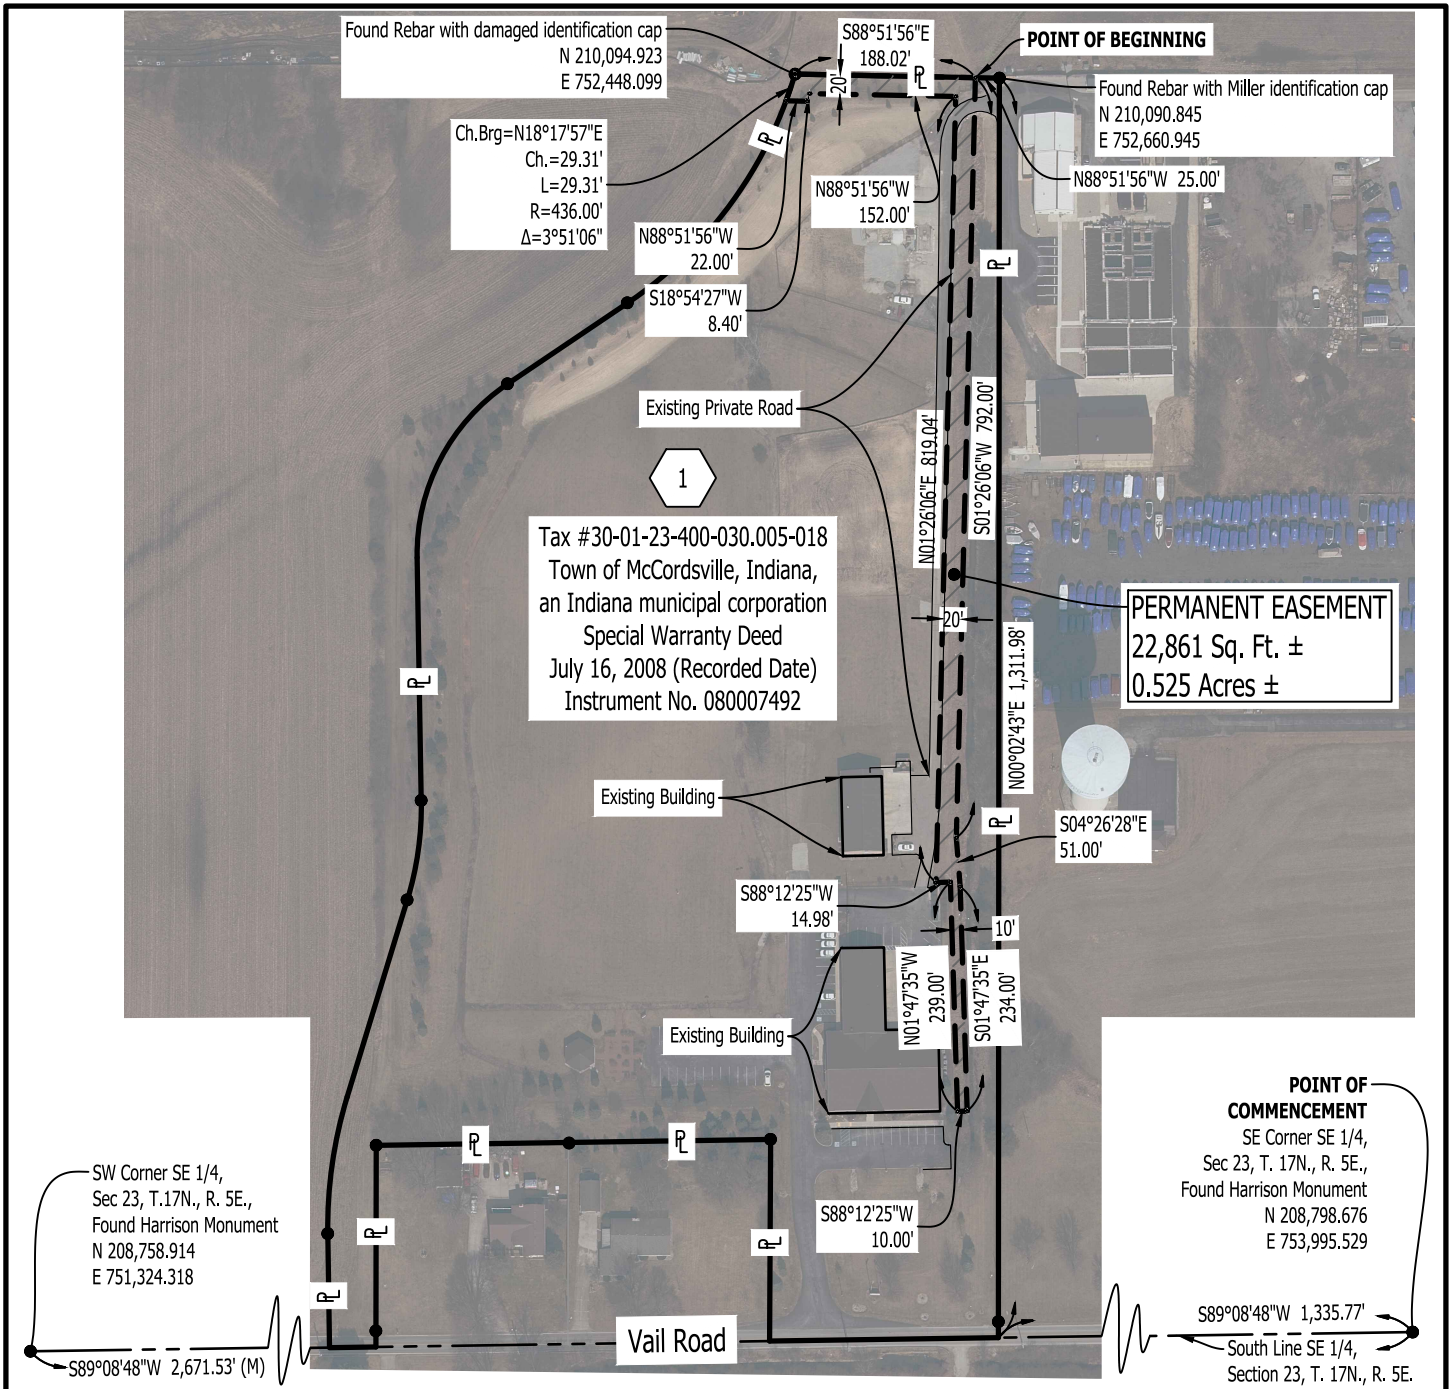 Found Rebar with damaged identification cap
N 210,094.923
E 752,448.099
S88°51'56"E
188.02'
POINT OF BEGINNING
20'
PL
Found Rebar with Miller identification cap
N 210,090.845
E 752,660.945
Ch.Brg=N18°17'57"E
Ch.=29.31'
L=29.31'
R=436.00'
Δ=3°51'06"
PL
N88°51'56"W 25.00'
N88°51'56"W
152.00'
N88°51'56"W
22.00'
PL
S18°54'27"W
8.40'
Existing Private Road
N01°26'06"E 819.04'
S01°26'06"W 792.00'
1
Tax #30-01-23-400-030.005-018
Town of McCordsville, Indiana,
an Indiana municipal corporation
Special Warranty Deed
July 16, 2008 (Recorded Date)
Instrument No. 080007492
PERMANENT EASEMENT
22,861 Sq. Ft. ±
0.525 Acres ±
20'
PL
N00°02'43"E 1,311.98'
Existing Building
PL
S04°26'28"E
51.00'
S88°12'25"W
14.98'
10'
N01°47'35"W
239.00'
S01°47'35"E
234.00'
Existing Building
POINT OF
COMMENCEMENT
SE Corner SE 1/4,
Sec 23, T. 17N., R. 5E.,
Found Harrison Monument
N 208,798.676
E 753,995.529
PL
PL
SW Corner SE 1/4,
Sec 23, T.17N., R. 5E.,
Found Harrison Monument
N 208,758.914
E 751,324.318
PL
PL
S88°12'25"W
10.00'
PL
Vail Road
S89°08'48"W 1,335.77'
South Line SE 1/4,
Section 23, T. 17N., R. 5E.
S89°08'48"W 2,671.53' (M)